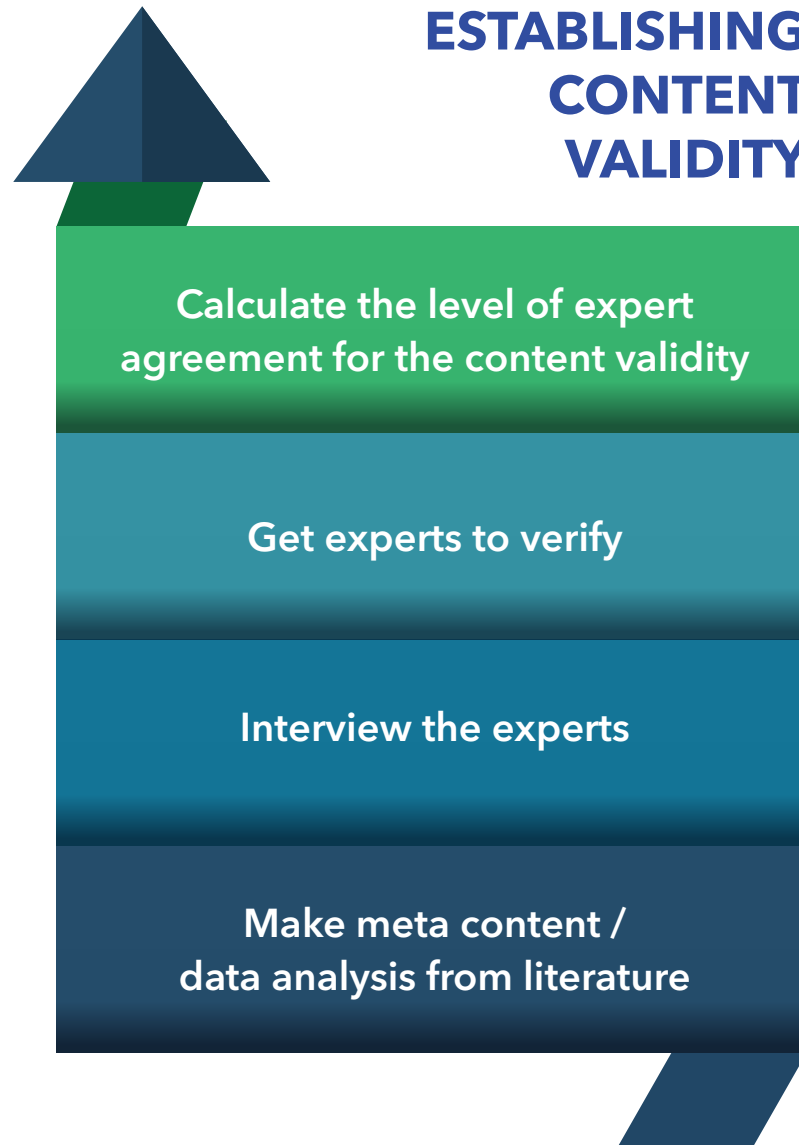 ESTABLISHING
CONTENT
VALIDITY
Calculate the level of expert
agreement for the content validity
Get experts to verify
Interview the experts
Make meta content /
data analysis from literature